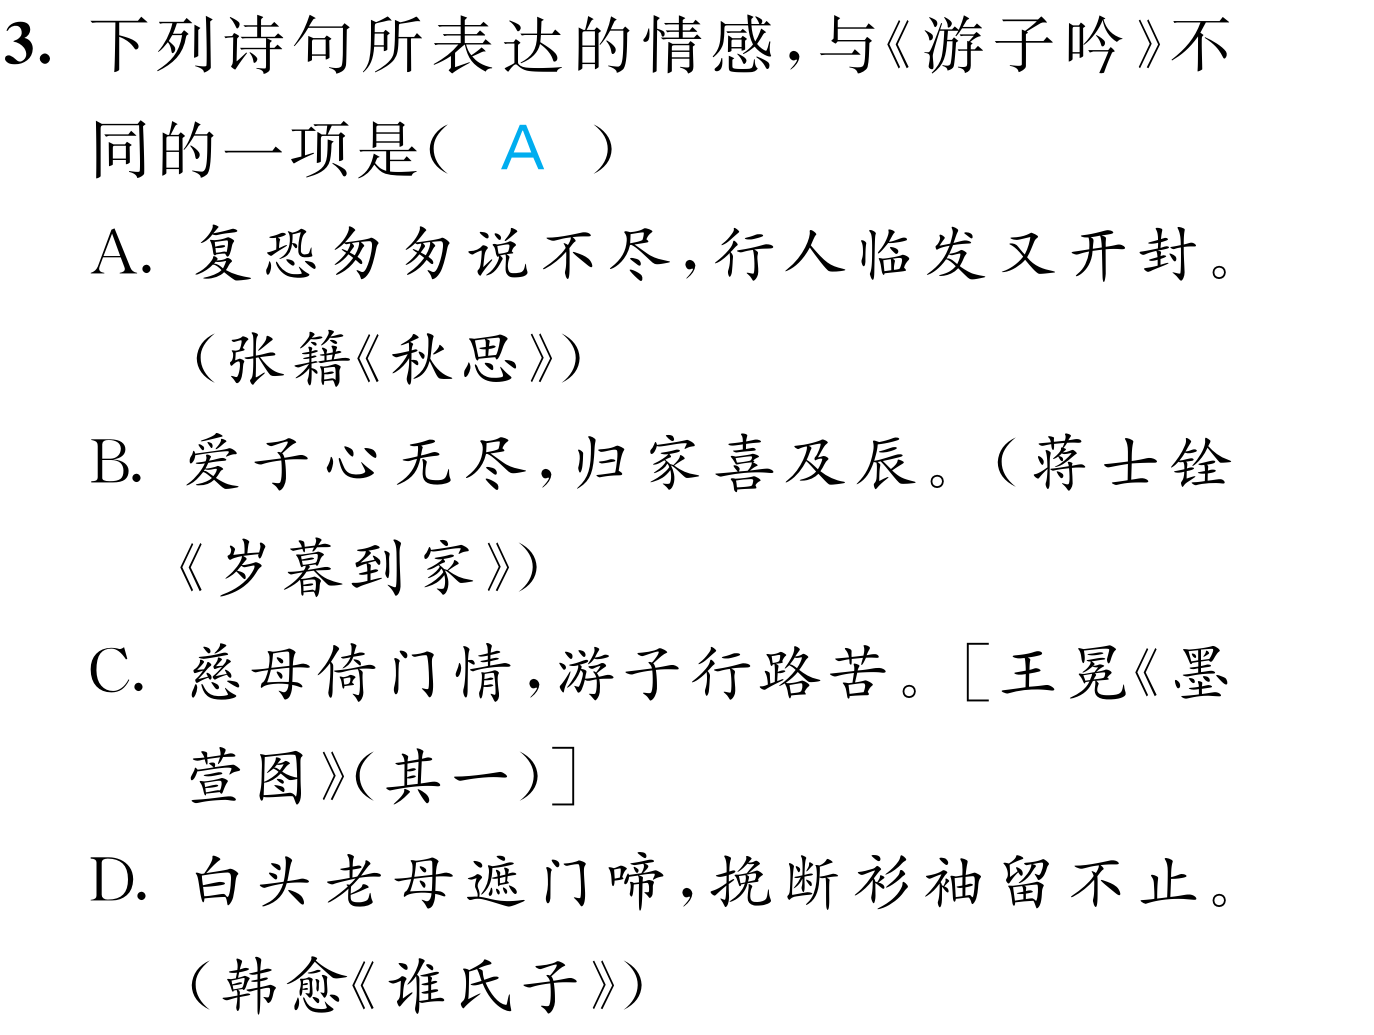 3. 下列诗句所表达的情感,与《游子吟》不
同的一项是( A )
A. 复恐匆匆说不尽,行人临发又开封。
(张籍《秋思》)
B. 爱子心无尽,归家喜及辰。(蒋士铨
《岁暮到家》)
C. 慈母倚门情,游子行路苦。[王冕《墨
萱图》(其一)]
D. 白头老母遮门啼,挽断衫袖留不止。
(韩愈《谁氏子》)